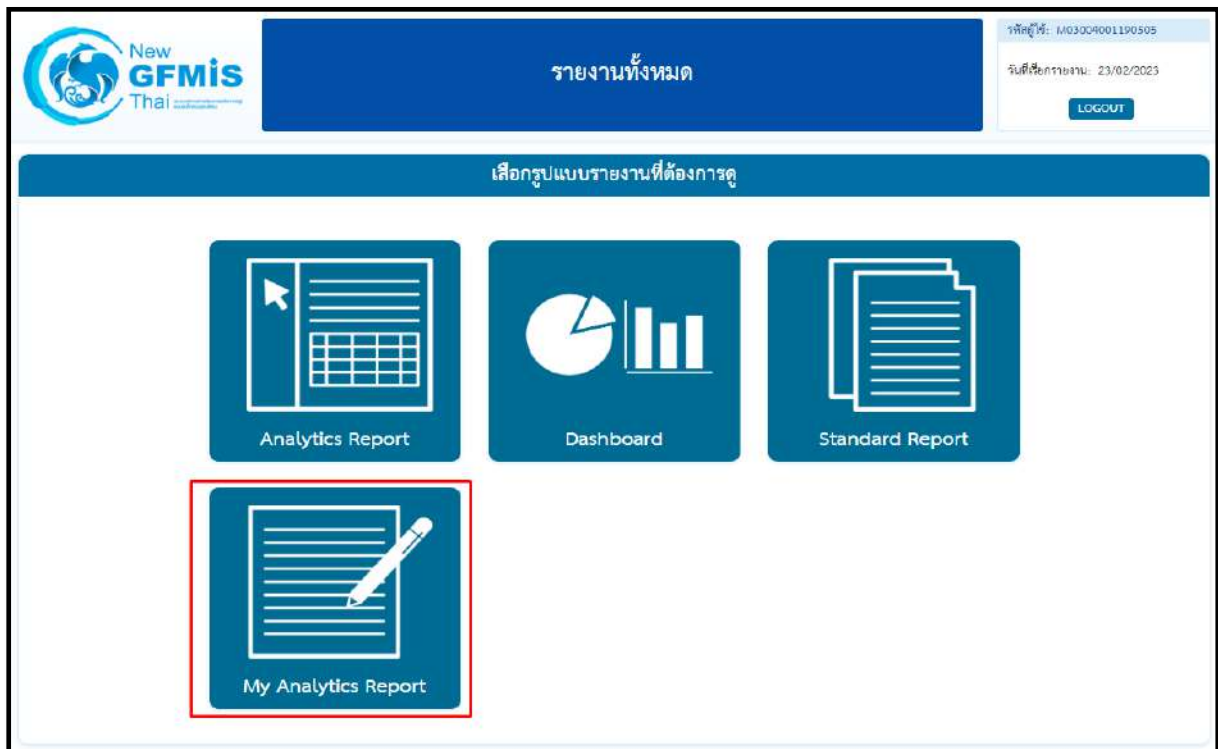 New
GFMIS
Thai
รายงานทั้งหมด
รหัสผู้ใช้: M03004001190505
วันที่เรียกรายงาน: 23/02/2023
LOGOUT
เลือกรูปแบบรายงานที่ต้องการดู
Analytics Report
Dashboard
Standard Report
My Analytics Report